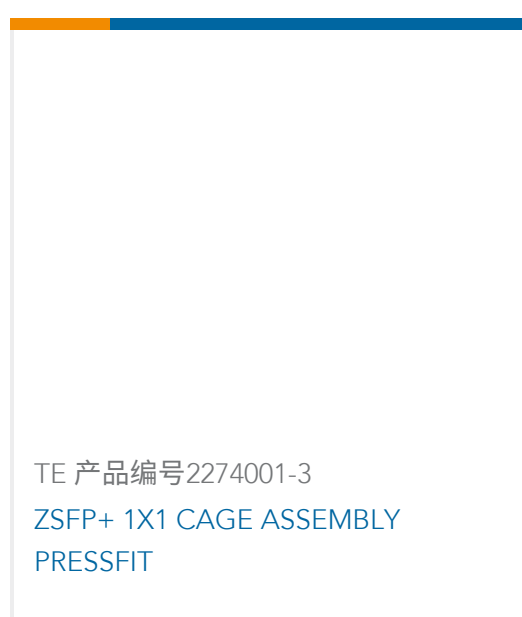 TE 产品编号2274001-3
ZSFP+ 1X1 CAGE ASSEMBLY
PRESSFIT